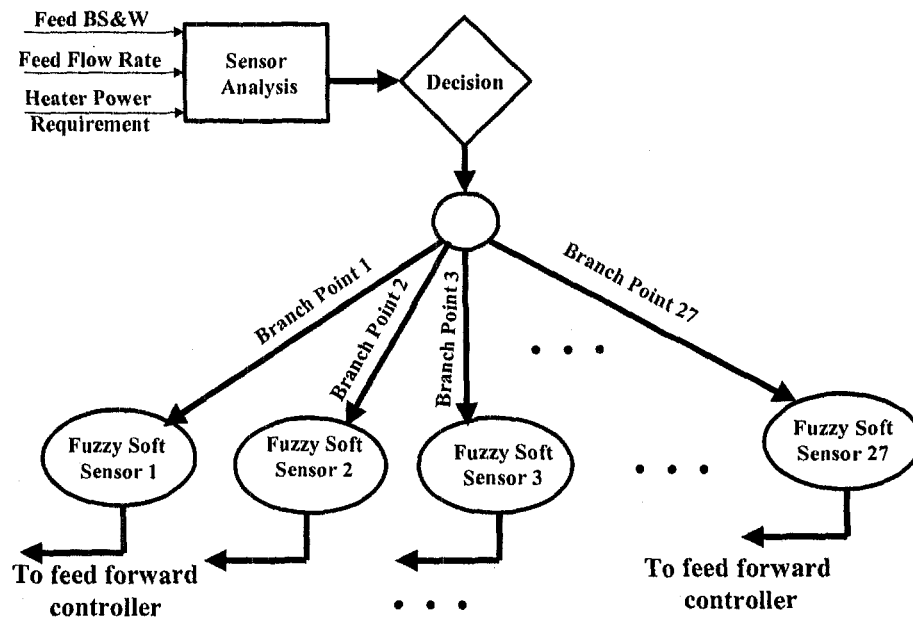 Feed BS&W
Feed Flow Rate
Heater Power
Requirement
Sensor
Analysis
Decision
Branch Point 1
Branch Point 2
Branch Point 3
Branch Point 27
• • •
Fuzzy Soft
Sensor 1
Fuzzy Soft
Sensor 2
Fuzzy Soft
Sensor 3
• • •
Fuzzy Soft
Sensor 27
To feed forward
controller
• • •
To feed forward
controller